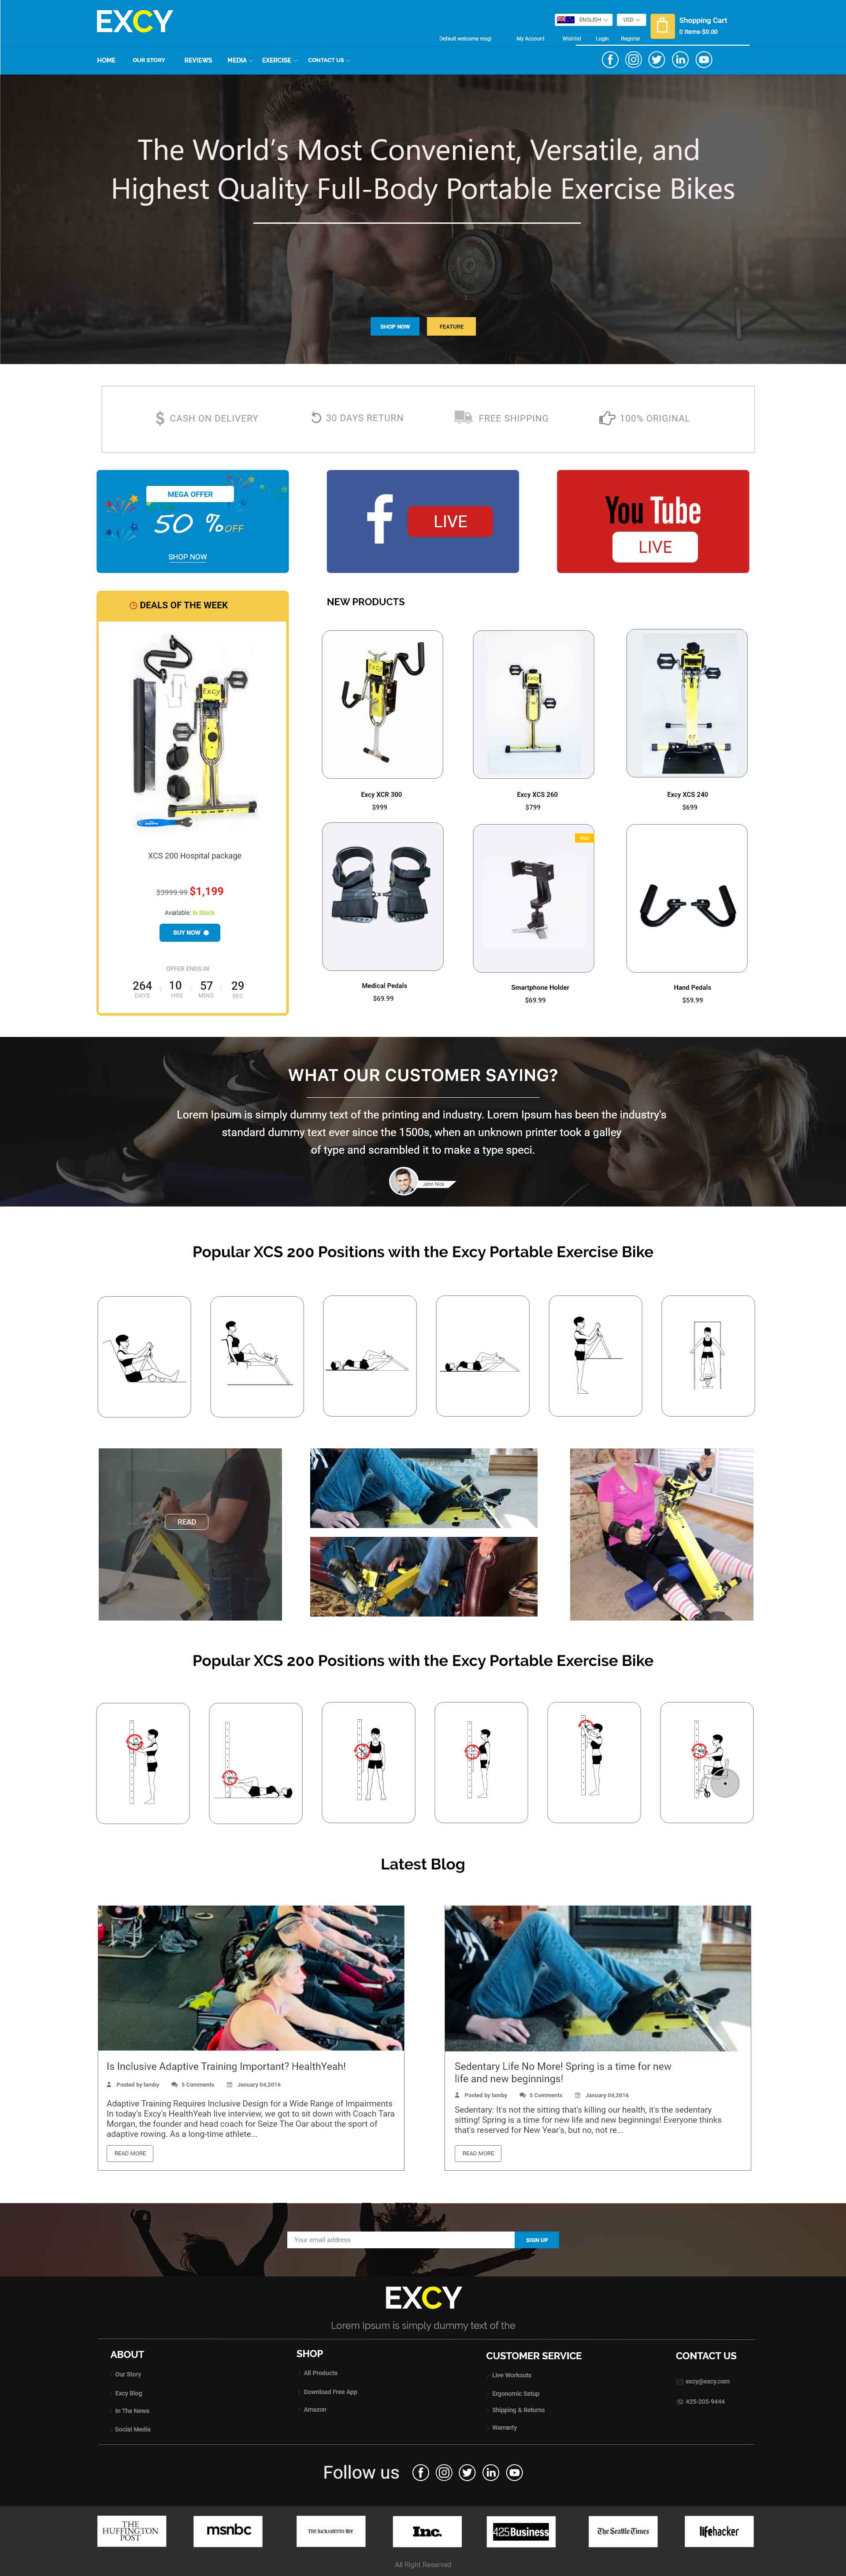 EXCY
ENGLISH
USD
Shopping Cart
0 Items-$0.00
Default welcome msg!
My Account
Wishlist
Login
Register
HOME
OUR STORY
REVIEWS
MEDIA
EXERCISE
CONTACT US
The World's Most Convenient, Versatile, and
Highest Quality Full-Body Portable Exercise Bikes
SHOP NOW
FEATURE
CASH ON DELIVERY
30 DAYS RETURN
FREE SHIPPING
100% ORIGINAL
MEGA OFFER
50 %OFF
SHOP NOW
f LIVE
You Tube
LIVE
DEALS OF THE WEEK
Excy
XCS 200 Hospital package
$3999.99 $1,199
Available: In Stock
BUY NOW
OFFER ENDS IN
264 : 10 : 57 : 29
DAYS HRS MINS SEC
NEW PRODUCTS
Excy
Excy XCR 300
$999
Excy
Excy XCS 260
$799
Excy XCS 240
$699
Medical Pedals
$69.99
Smartphone Holder
$69.99
Hand Pedals
$59.99
WHAT OUR CUSTOMER SAYING?
Lorem Ipsum is simply dummy text of the printing and industry. Lorem Ipsum has been the industry's
standard dummy text ever since the 1500s, when an unknown printer took a galley
of type and scrambled it to make a type speci.
John Nick
Popular XCS 200 Positions with the Excy Portable Exercise Bike
READ
Popular XCS 200 Positions with the Excy Portable Exercise Bike
Latest Blog
Is Inclusive Adaptive Training Important? HealthYeah!
Posted by lamby
5 Comments
January 04,2016
Adaptive Training Requires Inclusive Design for a Wide Range of Impairments
In today's Excy's HealthYeah live interview, we got to sit down with Coach Tara
Morgan, the founder and head coach for Seize The Oar about the sport of
adaptive rowing. As a long-time athlete...
READ MORE
Sedentary Life No More! Spring is a time for new
life and new beginnings!
Posted by lamby
5 Comments
January 04,2016
Sedentary: It's not the sitting that's killing our health, it's the sedentary
sitting! Spring is a time for new life and new beginnings! Everyone thinks
that's reserved for New Year's, but no, not re...
READ MORE
Your email address
SIGN UP
EXCY
Lorem Ipsum is simply dummy text of the
ABOUT
Our Story
Excy Blog
In The News
Social Media
SHOP
All Products
Download Free App
Amazon
CUSTOMER SERVICE
Live Workouts
Ergonomic Setup
Shipping & Returns
Warranty
CONTACT US
excy@excy.com
425-205-9444
Follow us
THE
HUFFINGTON
POST
msnbc
THE SACRAMENTO BEE
Inc.
425Business
The Seattle Times
lifehacker
All Right Reserved